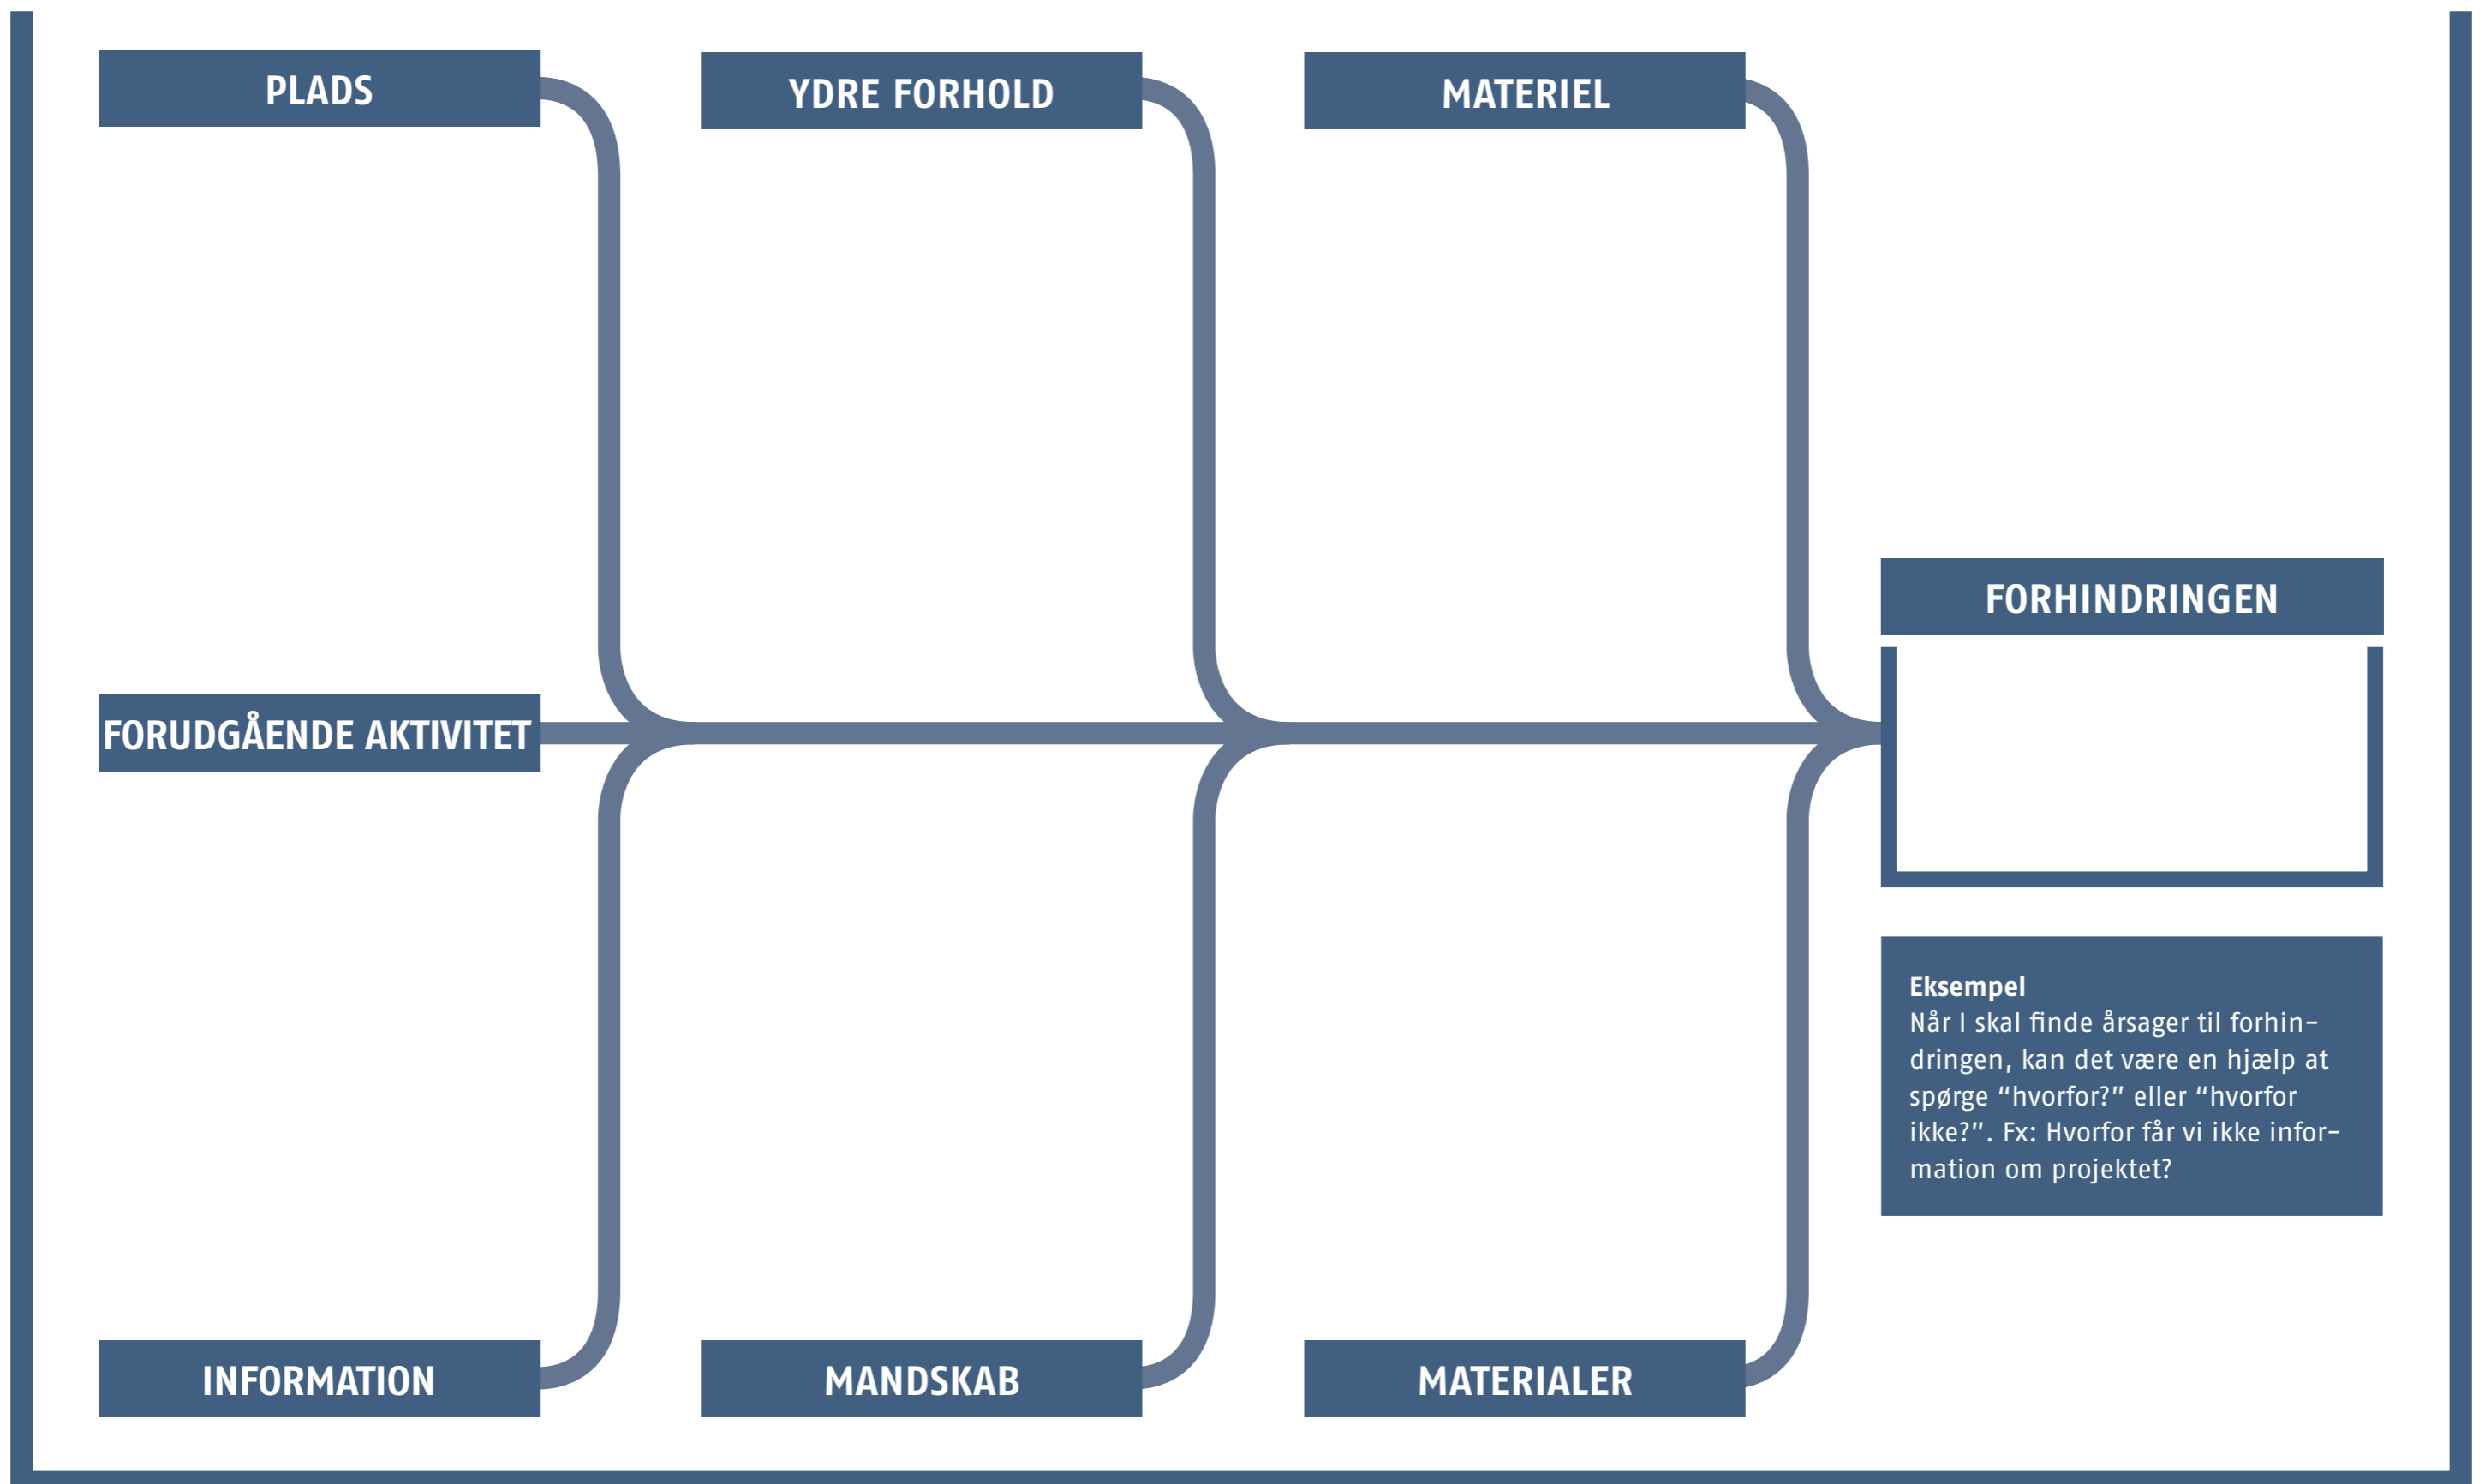 PLADS
YDRE FORHOLD
MATERIEL
FORHINDRINGEN
FORUDGÅENDE AKTIVITET
Eksempel
Når I skal finde årsager til forhin-
dringen, kan det være en hjælp at
spørge “hvorfor?” eller “hvorfor
ikke?”. Fx: Hvorfor får vi ikke infor-
mation om projektet?
INFORMATION
MANDSKAB
MATERIALER